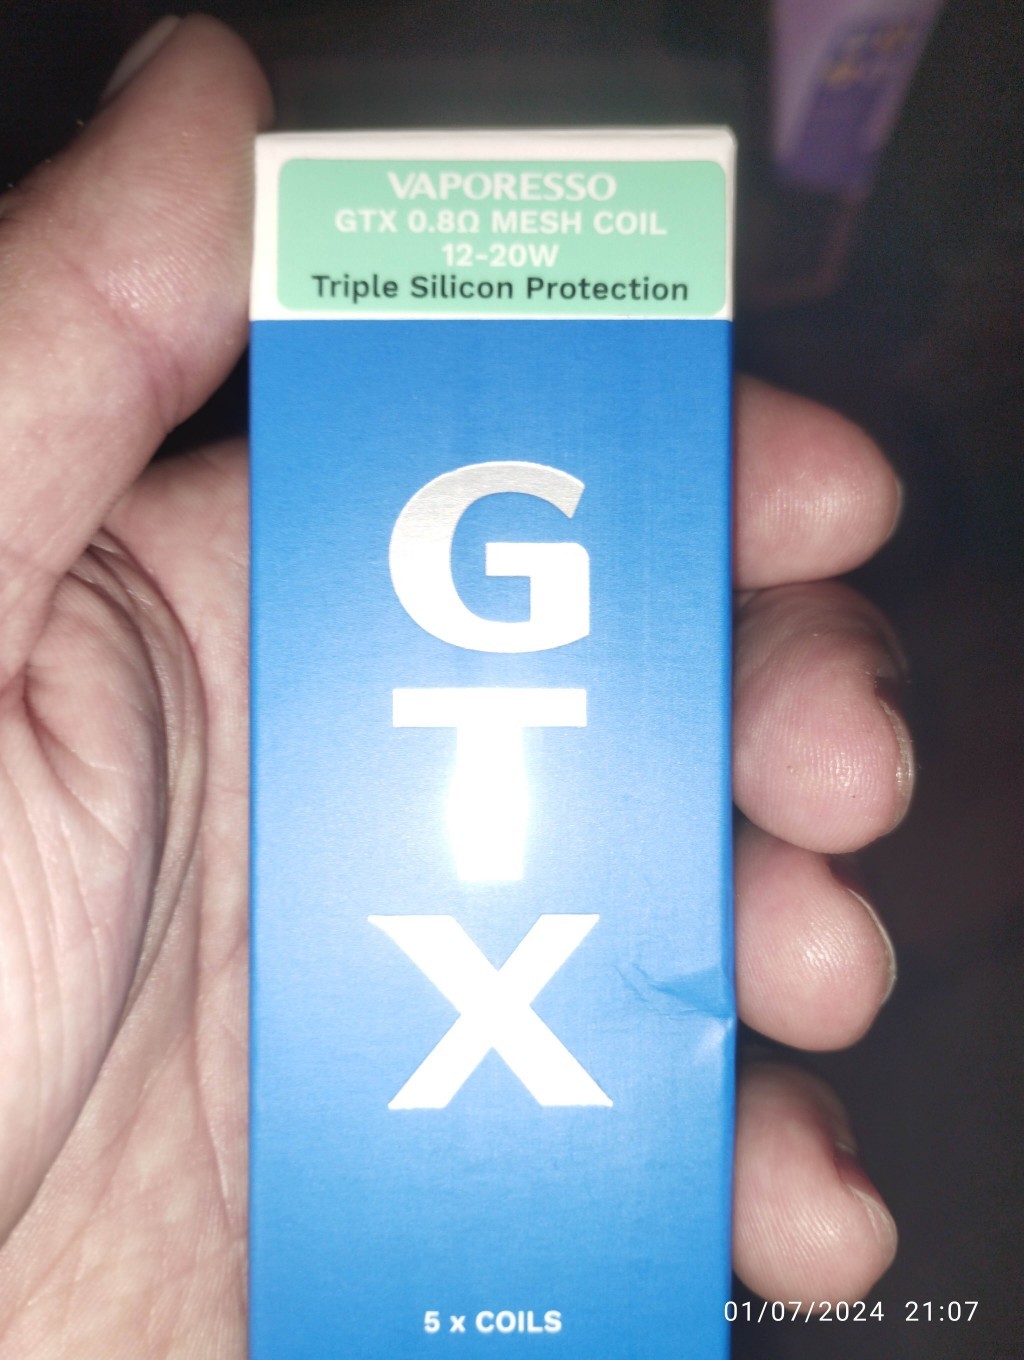 VAPORESSO
GTX 0.8Ω MESH COIL
12-20W
Triple Silicon Protection
G
T
X
5 x COILS
01/07/2024 21:07